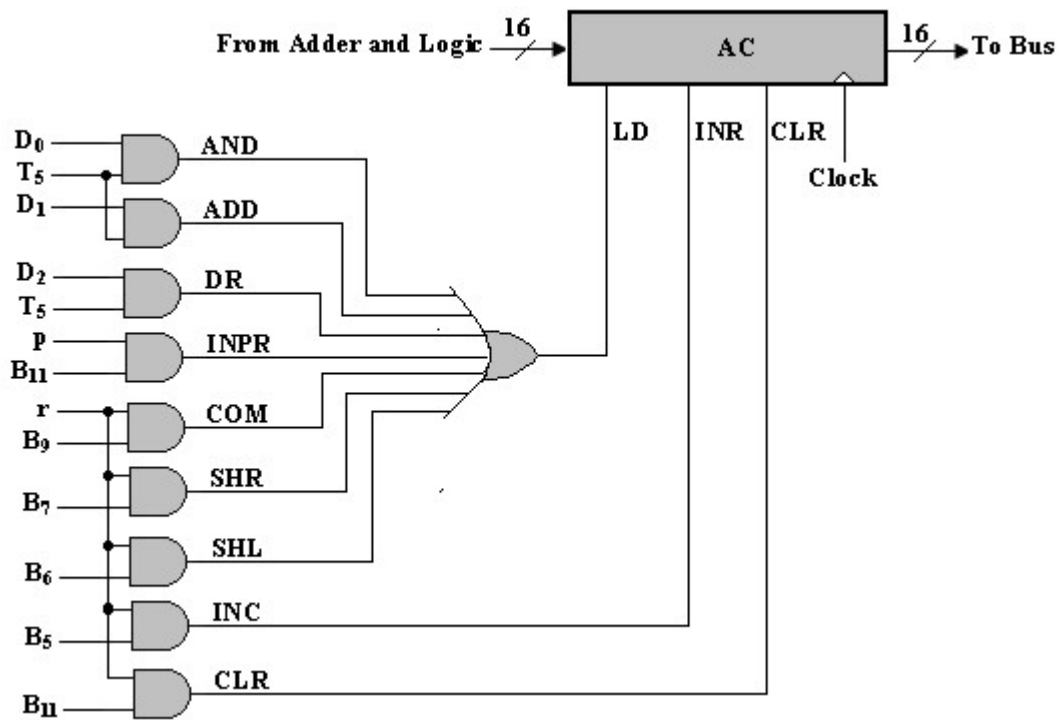 From Adder and Logic
16
AC
16
To Bus
LD
INR
CLR
Clock
D0
T5
AND
D1
ADD
D2
T5
DR
p
B11
INPR
r
B9
COM
B7
SHR
B6
SHL
B5
INC
B11
CLR